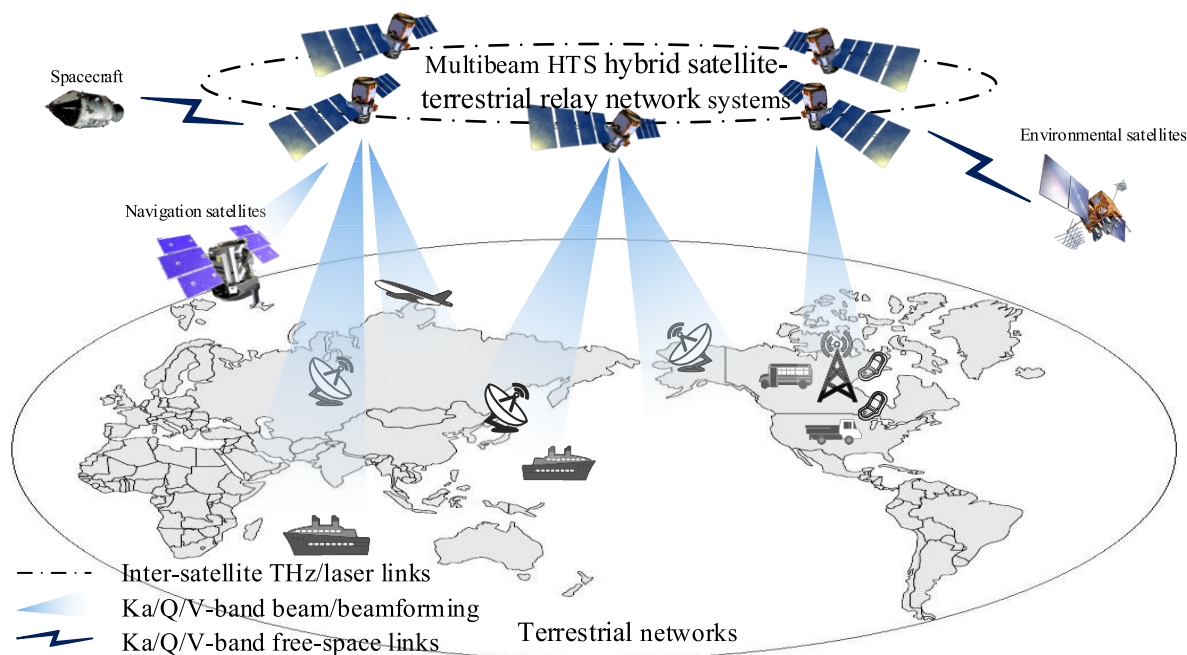 Spacecraft
Multibeam HTS hybrid satellite-
terrestrial relay network systems
Environmental satellites
Navigation satellites
Inter-satellite THz/laser links
Ka/Q/V-band beam/beamforming
Ka/Q/V-band free-space links
Terrestrial networks